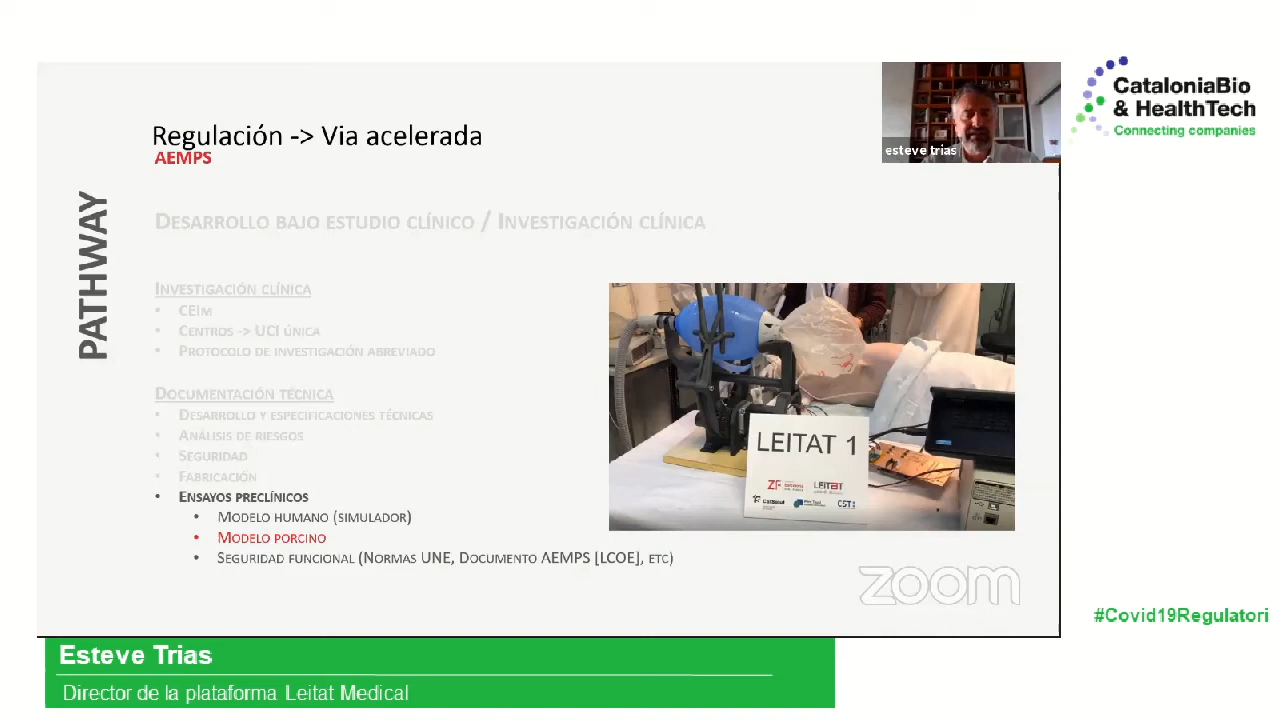 Regulación -> Via acelerada
AEMPS
PATHWAY
Desarrollo bajo estudio clínico / Investigación clínica
Investigación clínica
• CEIm
• Centros -> UCI única
• Protocolo de investigación abreviado
Documentación técnica
• Desarrollo y especificaciones técnicas
• Análisis de riesgos
• Seguridad
• Fabricación
• Ensayos preclínicos
• Modelo humano (simulador)
• Modelo porcino
• Seguridad funcional (Normas UNE, Documento AEMPS [LCOE], etc)
esteve trias
CataloniaBio
& HealthTech
Connecting companies
LEITAT 1
ZF
LEITAT
CatSalut
CST
zoom
#Covid19Regulatori
Esteve Trias
Director de la plataforma Leitat Medical